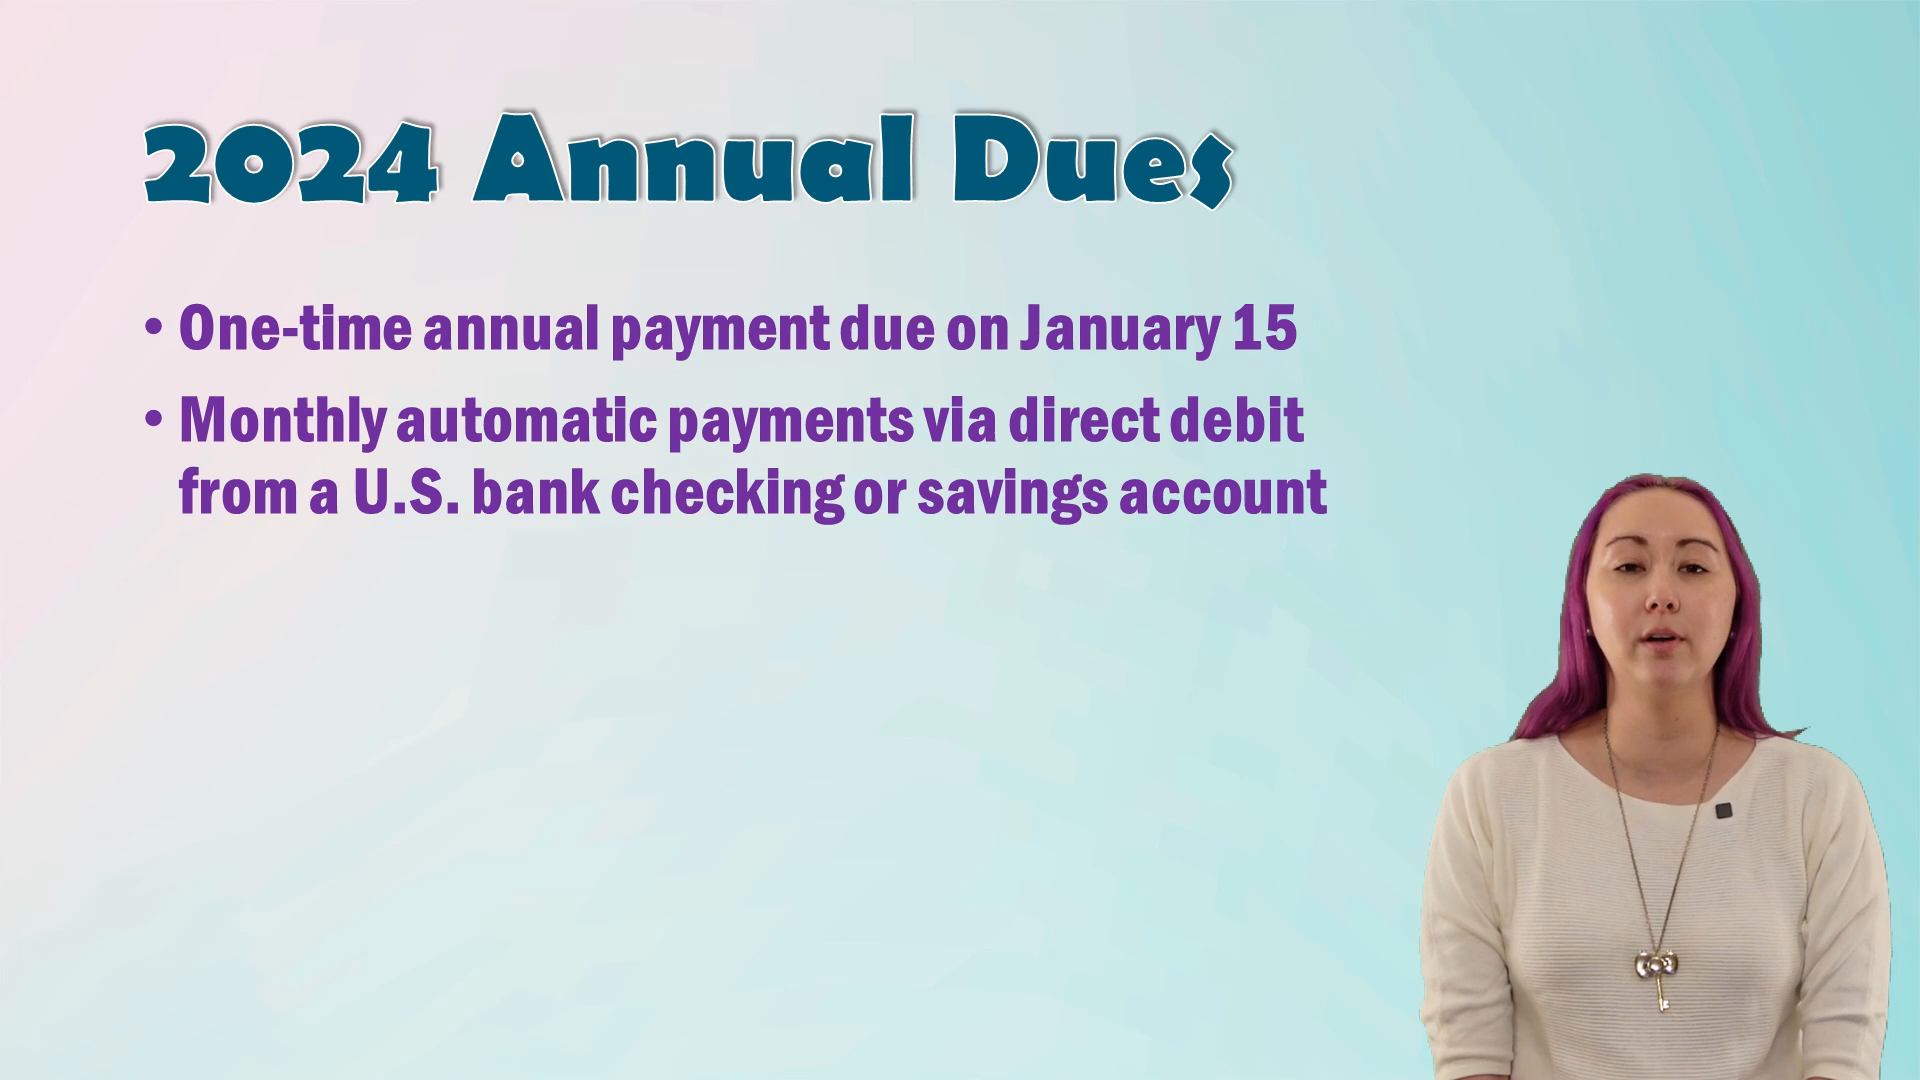 2024 Annual Dues
• One-time annual payment due on January 15
• Monthly automatic payments via direct debit
from a U.S. bank checking or savings account